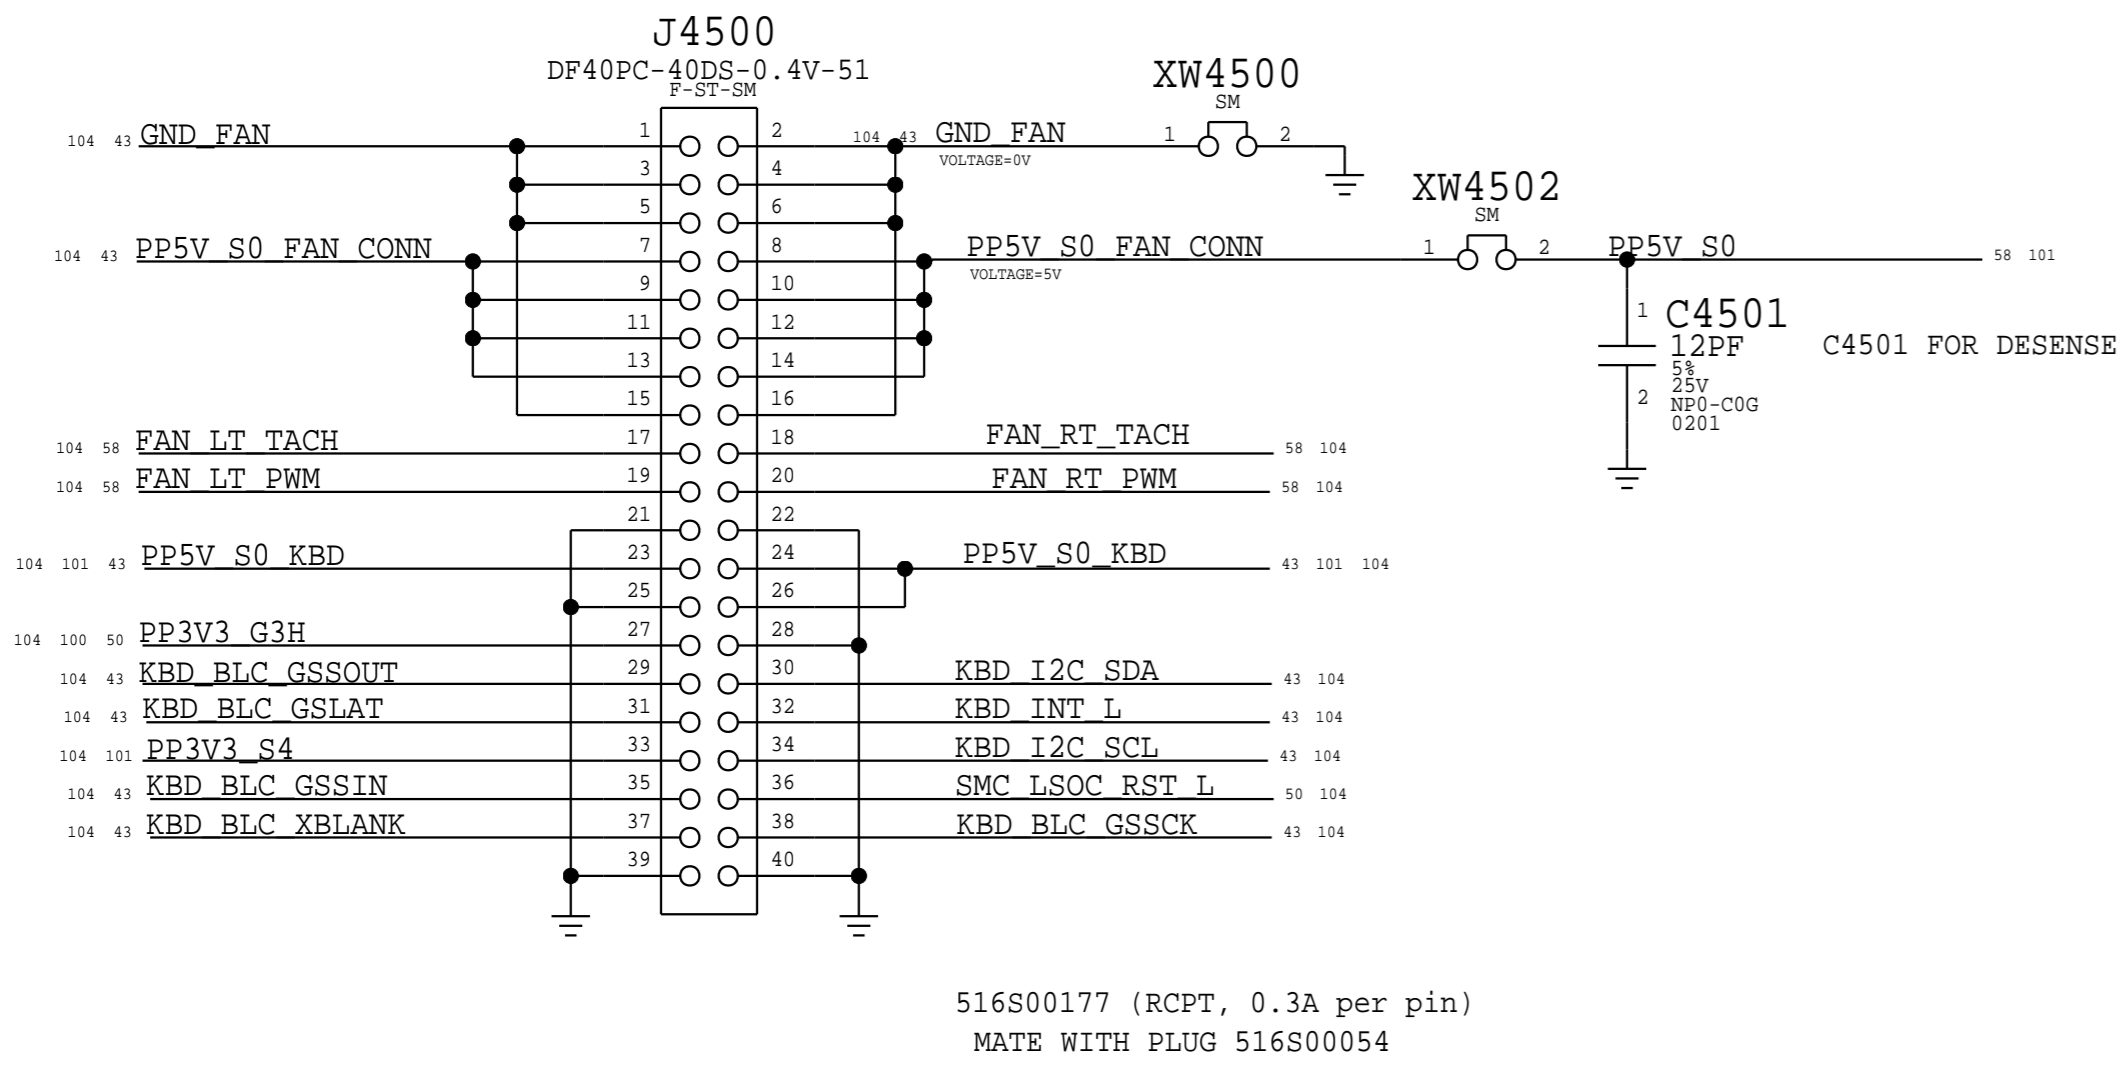 J4500
DF40PC-40DS-0.4V-51
F-ST-SM
XW4500
SM
104 43 GND_FAN 1 2 104 43 GND_FAN 1 2
VOLTAGE=0V
3 4
XW4502
SM
5 6
104 43 PP5V_S0_FAN_CONN 7 8 PP5V_S0_FAN_CONN 1 2 PP5V_S0 58 101
VOLTAGE=5V
9 10
1 C4501
11 12
12PF C4501 FOR DESENSE
13 14
5%
25V
2 NP0-C0G
15 16
0201
104 58 FAN_LT_TACH 17 18 FAN_RT_TACH 58 104
104 58 FAN_LT_PWM 19 20 FAN_RT_PWM 58 104
21 22
104 101 43 PP5V_S0_KBD 23 24 PP5V_S0_KBD 43 101 104
25 26
104 100 50 PP3V3_G3H 27 28
104 43 KBD_BLC_GSSOUT 29 30 KBD_I2C_SDA 43 104
104 43 KBD_BLC_GSLAT 31 32 KBD_INT_L 43 104
104 101 PP3V3_S4 33 34 KBD_I2C_SCL 43 104
104 43 KBD_BLC_GSSIN 35 36 SMC_LSOC_RST_L 50 104
104 43 KBD_BLC_XBLANK 37 38 KBD_BLC_GSSCK 43 104
39 40
516S00177 (RCPT, 0.3A per pin)
MATE WITH PLUG 516S00054